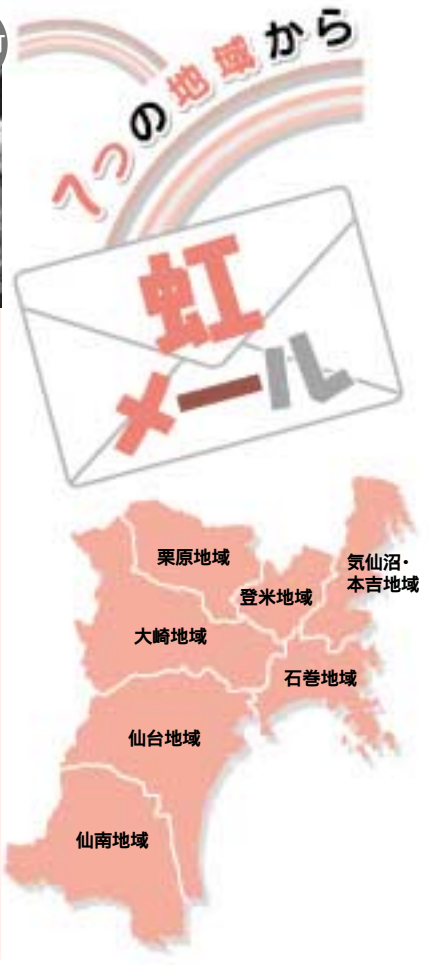 7つの地域から
虹
メール
栗原地域
気仙沼・
本吉地域
登米地域
大崎地域
石巻地域
仙台地域
仙南地域